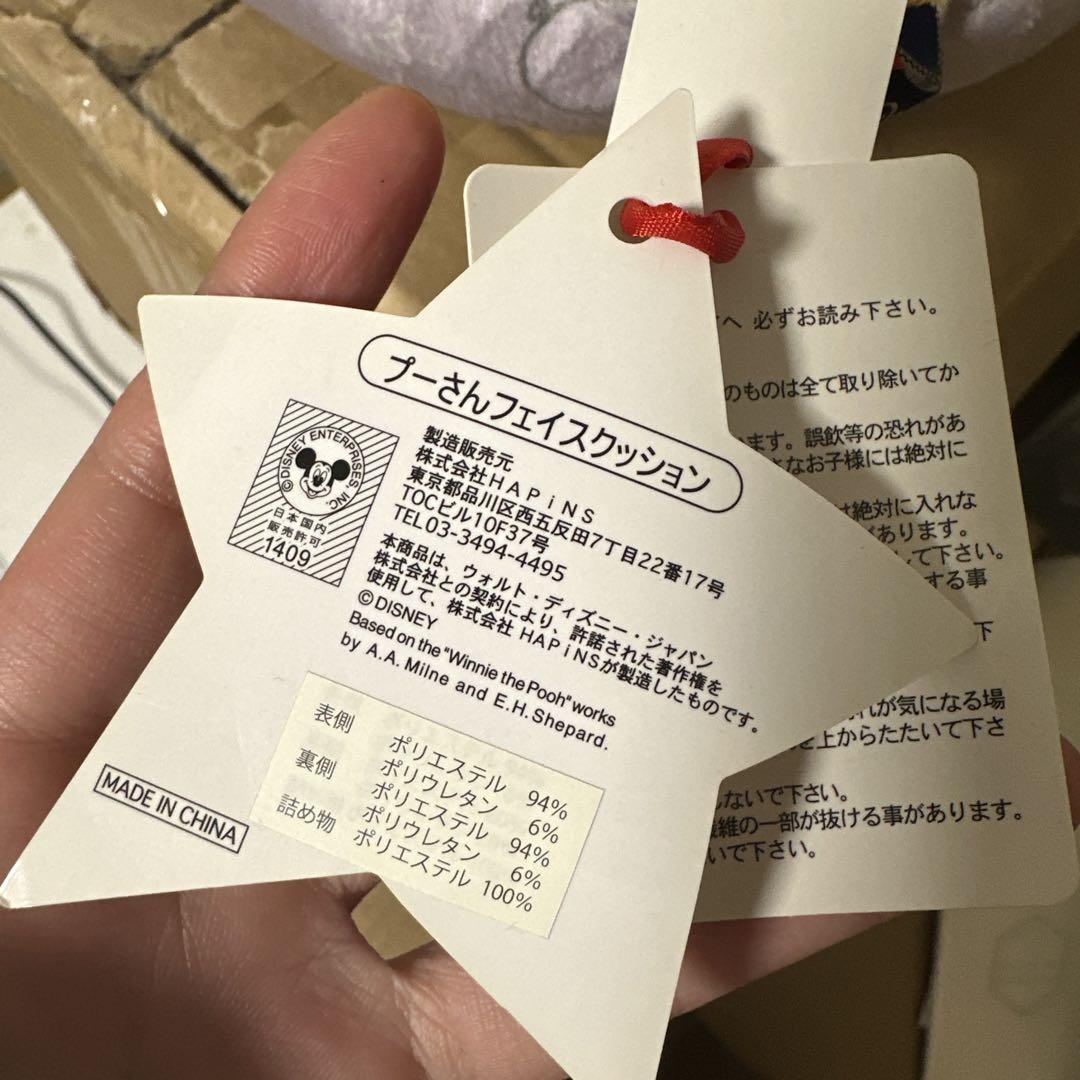 プーさんフェイスクッション
©DISNEY ENTERPRISES INC.
日本国内
販売許可
1409
製造販売元
株式会社HAPiNS
東京都品川区西五反田7丁目22番17号
TOCビル10F37号
TEL03-3494-4495
本商品は、ウォルト・ディズニー・ジャパン
株式会社との契約により、許諾された著作権を
使用して、株式会社 HAPiNSが製造したものです。
©DISNEY
Based on the "Winnie the Pooh" works
by A.A. Milne and E.H. Shepard.
表側 ポリエステル 94%
ポリウレタン 6%
裏側 ポリエステル 94%
ポリウレタン 6%
詰め物 ポリエステル 100%
MADE IN CHINA
へ 必ずお読み下さい。
のものは全て取り除いてか
ます。誤飲等の恐れがあ
なお子様には絶対に
は絶対に入れな
があります。
して下さい。
する事
下
れが気になる場
上からたたいて下さ
しないで下さい。
繊維の一部が抜ける事があります。
いで下さい。